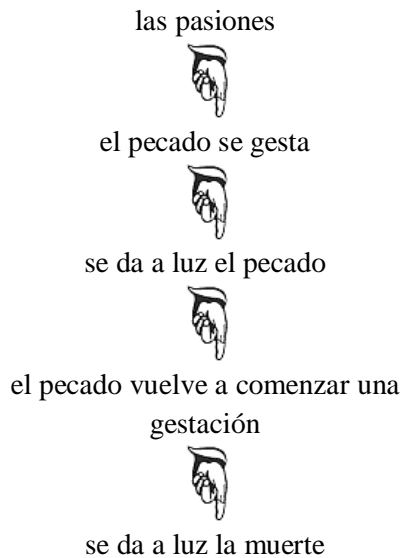 las pasiones
el pecado se gesta
se da a luz el pecado
el pecado vuelve a comenzar una
gestación
se da a luz la muerte